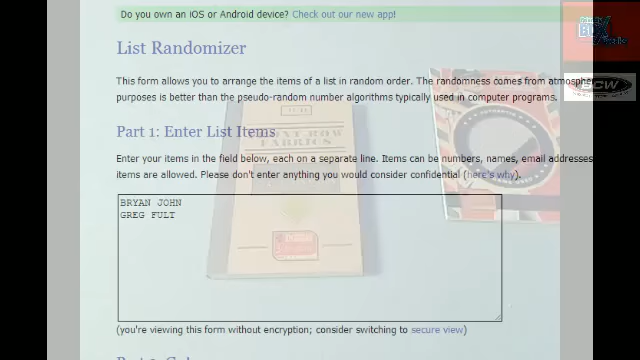 Do you own an iOS or Android device? Check out our new app!
List Randomizer
This form allows you to arrange the items of a list in random order. The randomness comes from atmospher
purposes is better than the pseudo-random number algorithms typically used in computer programs.
BCW
Part 1: Enter List Items
FABRICS
Enter your items in the field below, each on a separate line. Items can be numbers, names, email addresses
items are allowed. Please don't enter anything you would consider confidential (here's why).
BRYAN JOHN
GREG FULT
(you're viewing this form without encryption; consider switching to secure view)